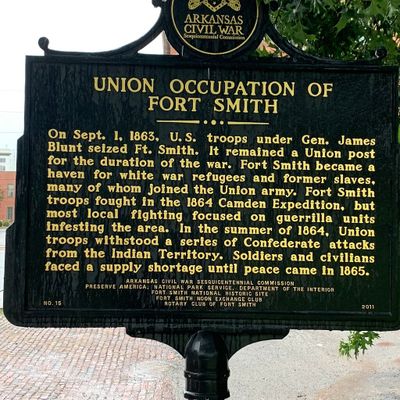 ARKANSAS
CIVIL WAR
Sesquicentennial Commission
UNION OCCUPATION OF
FORT SMITH
On Sept. 1, 1863, U.S. troops under Gen. James
Blunt seized Ft. Smith. It remained a Union post
for the duration of the war. Fort Smith became a
haven for white war refugees and former slaves,
many of whom joined the Union army. Fort Smith
troops fought in the 1864 Camden Expedition, but
most local fighting focused on guerrilla units
infesting the area. In the summer of 1864, Union
troops withstood a series of Confederate attacks
from the Indian Territory. Soldiers and civilians
faced a supply shortage until peace came in 1865.
ARKANSAS CIVIL WAR SESQUICENTENNIAL COMMISSION
PRESERVE AMERICA, NATIONAL PARK SERVICE, DEPARTMENT OF THE INTERIOR
FORT SMITH NATIONAL HISTORIC SITE
FORT SMITH NOON EXCHANGE CLUB
ROTARY CLUB OF FORT SMITH
NO. 15
2011